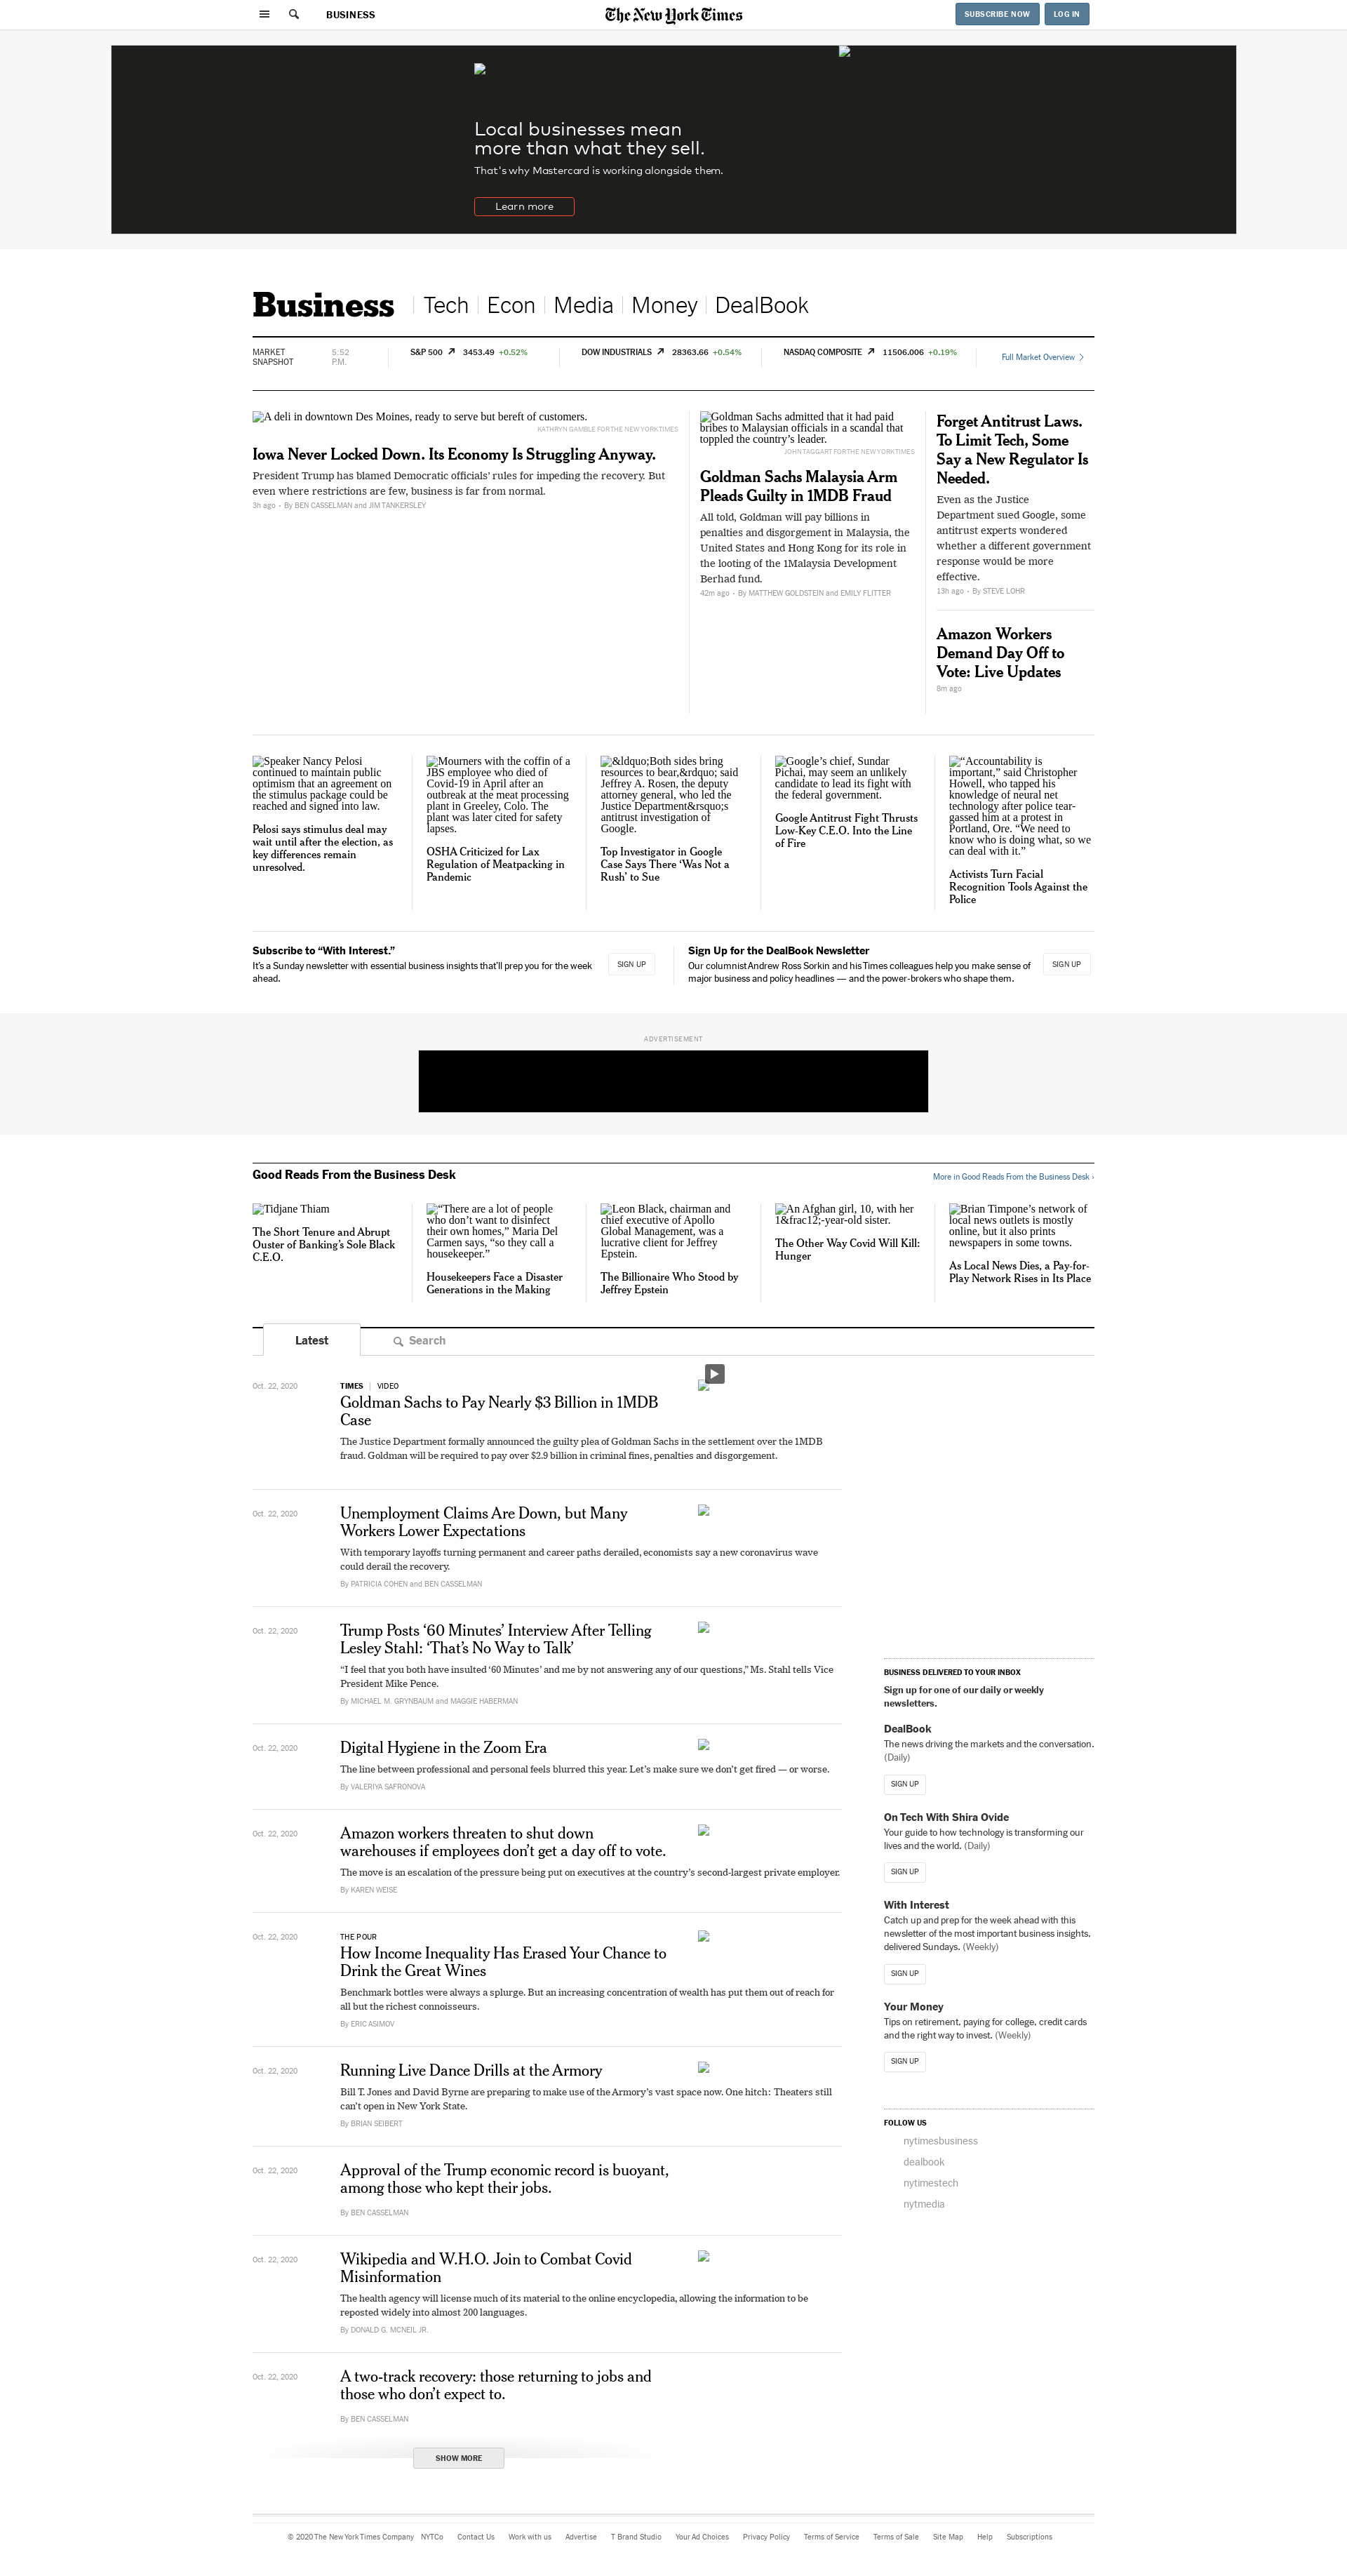 BUSINESS
The New York Times
SUBSCRIBE NOW
LOG IN
Local businesses mean
more than what they sell.
That's why Mastercard is working alongside them.
Learn more
Business
Tech
Econ
Media
Money
DealBook
MARKET
SNAPSHOT
5:52
P.M.
S&P 500 3453.49 +0.52%
DOW INDUSTRIALS 28363.66 +0.54%
NASDAQ COMPOSITE 11506.006 +0.19%
Full Market Overview
A deli in downtown Des Moines, ready to serve but bereft of customers.
KATHRYN GAMBLE FOR THE NEW YORK TIMES
Iowa Never Locked Down. Its Economy Is Struggling Anyway.
President Trump has blamed Democratic officials’ rules for impeding the recovery. But
even where restrictions are few, business is far from normal.
3h ago • By BEN CASSELMAN and JIM TANKERSLEY
Goldman Sachs admitted that it had paid
bribes to Malaysian officials in a scandal that
toppled the country’s leader.
JOHN TAGGART FOR THE NEW YORK TIMES
Goldman Sachs Malaysia Arm
Pleads Guilty in 1MDB Fraud
All told, Goldman will pay billions in
penalties and disgorgement in Malaysia, the
United States and Hong Kong for its role in
the looting of the 1Malaysia Development
Berhad fund.
42m ago • By MATTHEW GOLDSTEIN and EMILY FLITTER
Forget Antitrust Laws.
To Limit Tech, Some
Say a New Regulator Is
Needed.
Even as the Justice
Department sued Google, some
antitrust experts wondered
whether a different government
response would be more
effective.
13h ago • By STEVE LOHR
Amazon Workers
Demand Day Off to
Vote: Live Updates
8m ago
Speaker Nancy Pelosi
continued to maintain public
optimism that an agreement on
the stimulus package could be
reached and signed into law.
Pelosi says stimulus deal may
wait until after the election, as
key differences remain
unresolved.
Mourners with the coffin of a
JBS employee who died of
Covid-19 in April after an
outbreak at the meat processing
plant in Greeley, Colo. The
plant was later cited for safety
lapses.
OSHA Criticized for Lax
Regulation of Meatpacking in
Pandemic
&ldquo;Both sides bring
resources to bear,&rdquo; said
Jeffrey A. Rosen, the deputy
attorney general, who led the
Justice Department&rsquo;s
antitrust investigation of
Google.
Top Investigator in Google
Case Says There ‘Was Not a
Rush’ to Sue
Google’s chief, Sundar
Pichai, may seem an unlikely
candidate to lead its fight with
the federal government.
Google Antitrust Fight Thrusts
Low-Key C.E.O. Into the Line
of Fire
“Accountability is
important,” said Christopher
Howell, who tapped his
knowledge of neural net
technology after police tear-
gassed him at a protest in
Portland, Ore. “We need to
know who is doing what, so we
can deal with it.”
Activists Turn Facial
Recognition Tools Against the
Police
Subscribe to “With Interest.”
It’s a Sunday newsletter with essential business insights that’ll prep you for the week
ahead.
SIGN UP
Sign Up for the DealBook Newsletter
Our columnist Andrew Ross Sorkin and his Times colleagues help you make sense of
major business and policy headlines — and the power-brokers who shape them.
SIGN UP
ADVERTISEMENT
Good Reads From the Business Desk
More in Good Reads From the Business Desk ›
Tidjane Thiam
The Short Tenure and Abrupt
Ouster of Banking’s Sole Black
C.E.O.
“There are a lot of people
who don’t want to disinfect
their own homes,” Maria Del
Carmen says, “so they call a
housekeeper.”
Housekeepers Face a Disaster
Generations in the Making
Leon Black, chairman and
chief executive of Apollo
Global Management, was a
lucrative client for Jeffrey
Epstein.
The Billionaire Who Stood by
Jeffrey Epstein
An Afghan girl, 10, with her
1&frac12;-year-old sister.
The Other Way Covid Will Kill:
Hunger
Brian Timpone’s network of
local news outlets is mostly
online, but it also prints
newspapers in some towns.
As Local News Dies, a Pay-for-
Play Network Rises in Its Place
Latest
Search
Oct. 22, 2020
TIMES | VIDEO
Goldman Sachs to Pay Nearly $3 Billion in 1MDB
Case
The Justice Department formally announced the guilty plea of Goldman Sachs in the settlement over the 1MDB
fraud. Goldman will be required to pay over $2.9 billion in criminal fines, penalties and disgorgement.
Oct. 22, 2020
Unemployment Claims Are Down, but Many
Workers Lower Expectations
With temporary layoffs turning permanent and career paths derailed, economists say a new coronavirus wave
could derail the recovery.
By PATRICIA COHEN and BEN CASSELMAN
Oct. 22, 2020
Trump Posts ‘60 Minutes’ Interview After Telling
Lesley Stahl: ‘That’s No Way to Talk’
“I feel that you both have insulted ‘60 Minutes’ and me by not answering any of our questions,” Ms. Stahl tells Vice
President Mike Pence.
By MICHAEL M. GRYNBAUM and MAGGIE HABERMAN
Oct. 22, 2020
Digital Hygiene in the Zoom Era
The line between professional and personal feels blurred this year. Let’s make sure we don’t get fired — or worse.
By VALERIYA SAFRONOVA
Oct. 22, 2020
Amazon workers threaten to shut down
warehouses if employees don’t get a day off to vote.
The move is an escalation of the pressure being put on executives at the country’s second-largest private employer.
By KAREN WEISE
Oct. 22, 2020
THE POUR
How Income Inequality Has Erased Your Chance to
Drink the Great Wines
Benchmark bottles were always a splurge. But an increasing concentration of wealth has put them out of reach for
all but the richest connoisseurs.
By ERIC ASIMOV
Oct. 22, 2020
Running Live Dance Drills at the Armory
Bill T. Jones and David Byrne are preparing to make use of the Armory’s vast space now. One hitch: Theaters still
can’t open in New York State.
By BRIAN SEIBERT
Oct. 22, 2020
Approval of the Trump economic record is buoyant,
among those who kept their jobs.
By BEN CASSELMAN
Oct. 22, 2020
Wikipedia and W.H.O. Join to Combat Covid
Misinformation
The health agency will license much of its material to the online encyclopedia, allowing the information to be
reposted widely into almost 200 languages.
By DONALD G. MCNEIL JR.
Oct. 22, 2020
A two-track recovery: those returning to jobs and
those who don’t expect to.
By BEN CASSELMAN
SHOW MORE
BUSINESS DELIVERED TO YOUR INBOX
Sign up for one of our daily or weekly
newsletters.
DealBook
The news driving the markets and the conversation.
(Daily)
SIGN UP
On Tech With Shira Ovide
Your guide to how technology is transforming our
lives and the world. (Daily)
SIGN UP
With Interest
Catch up and prep for the week ahead with this
newsletter of the most important business insights,
delivered Sundays. (Weekly)
SIGN UP
Your Money
Tips on retirement, paying for college, credit cards
and the right way to invest. (Weekly)
SIGN UP
FOLLOW US
nytimesbusiness
dealbook
nytimestech
nytmedia
© 2020 The New York Times Company NYTCo Contact Us Work with us Advertise T Brand Studio Your Ad Choices Privacy Policy Terms of Service Terms of Sale Site Map Help Subscriptions